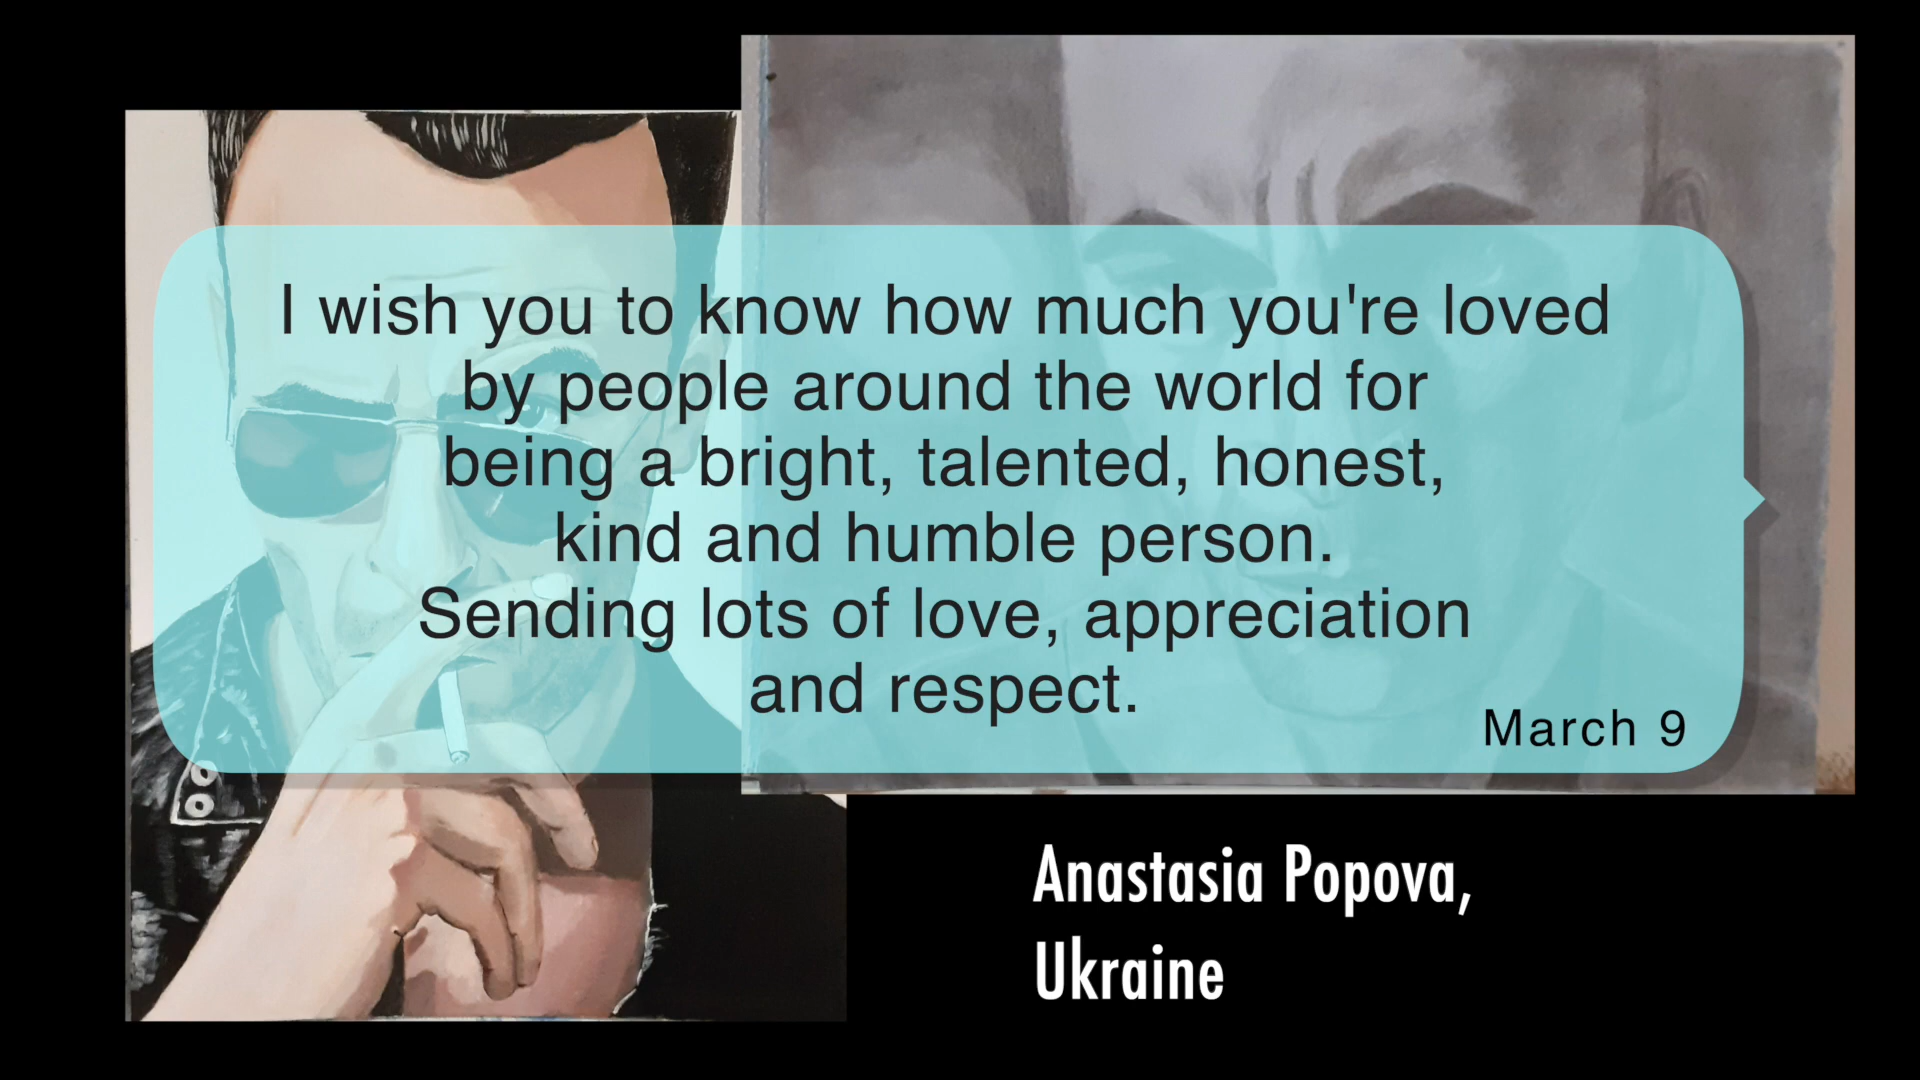 I wish you to know how much you're loved
by people around the world for
being a bright, talented, honest,
kind and humble person.
Sending lots of love, appreciation
and respect.
March 9
Anastasia Popova,
Ukraine